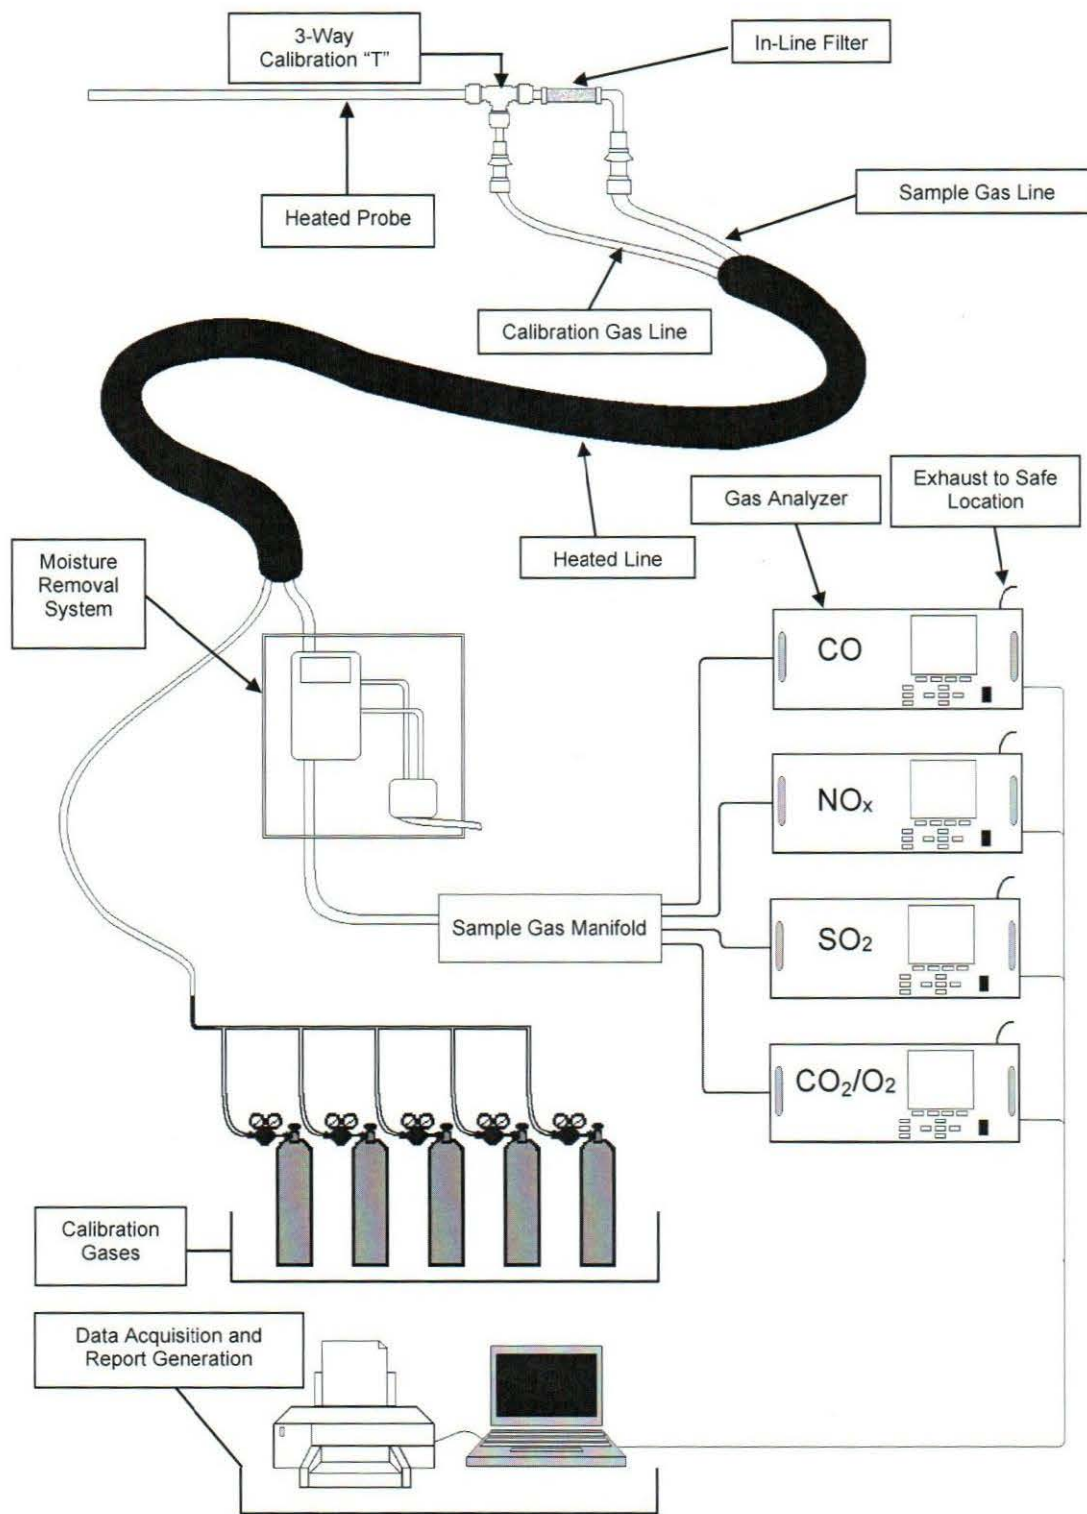 3-Way
Calibration “T”
In-Line Filter
Heated Probe
Sample Gas Line
Calibration Gas Line
Gas Analyzer
Exhaust to Safe
Location
Heated Line
Moisture
Removal
System
CO
NOx
Sample Gas Manifold
SO2
CO2/O2
Calibration
Gases
Data Acquisition and
Report Generation